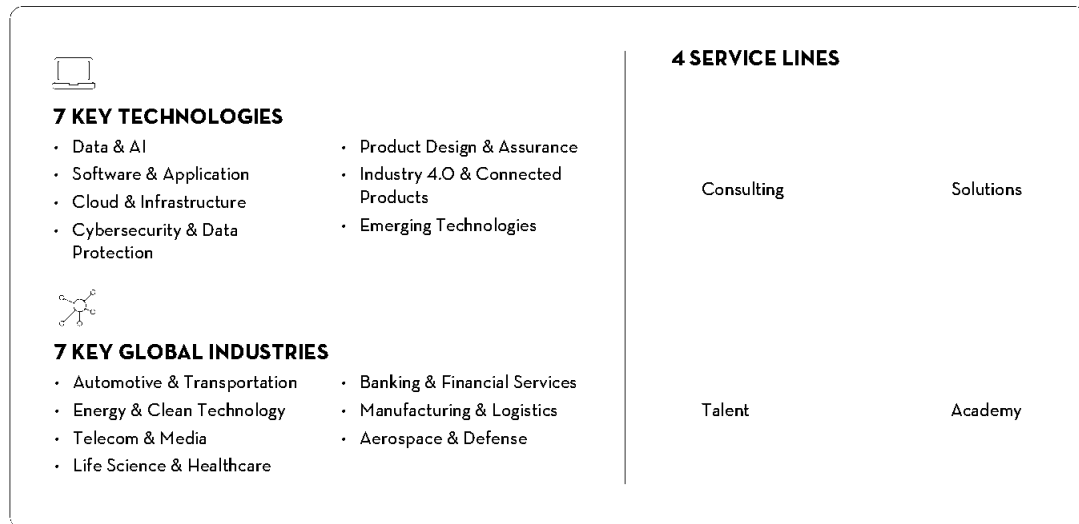 7 KEY TECHNOLOGIES
• Data & AI
• Software & Application
• Cloud & Infrastructure
• Cybersecurity & Data
Protection
• Product Design & Assurance
• Industry 4.0 & Connected
Products
• Emerging Technologies
7 KEY GLOBAL INDUSTRIES
• Automotive & Transportation
• Energy & Clean Technology
• Telecom & Media
• Life Science & Healthcare
• Banking & Financial Services
• Manufacturing & Logistics
• Aerospace & Defense
4 SERVICE LINES
Consulting
Solutions
Talent
Academy